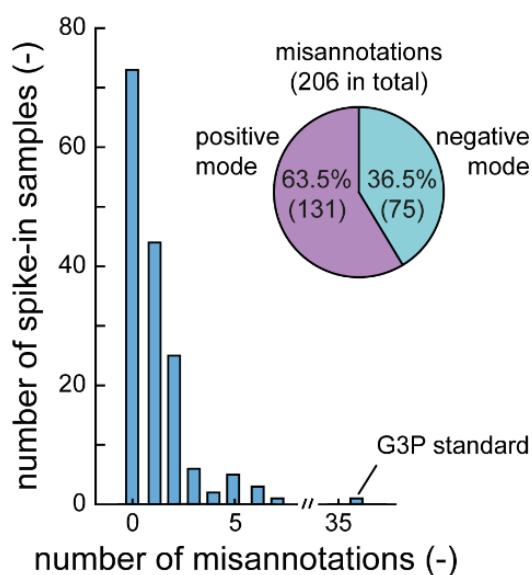 number of spike-in samples (-)
80
60
40
20
0
misannotations
(206 in total)
positive
mode
negative
mode
63.5%
(131)
36.5%
(75)
G3P standard
0
5
//
35
number of misannotations (-)